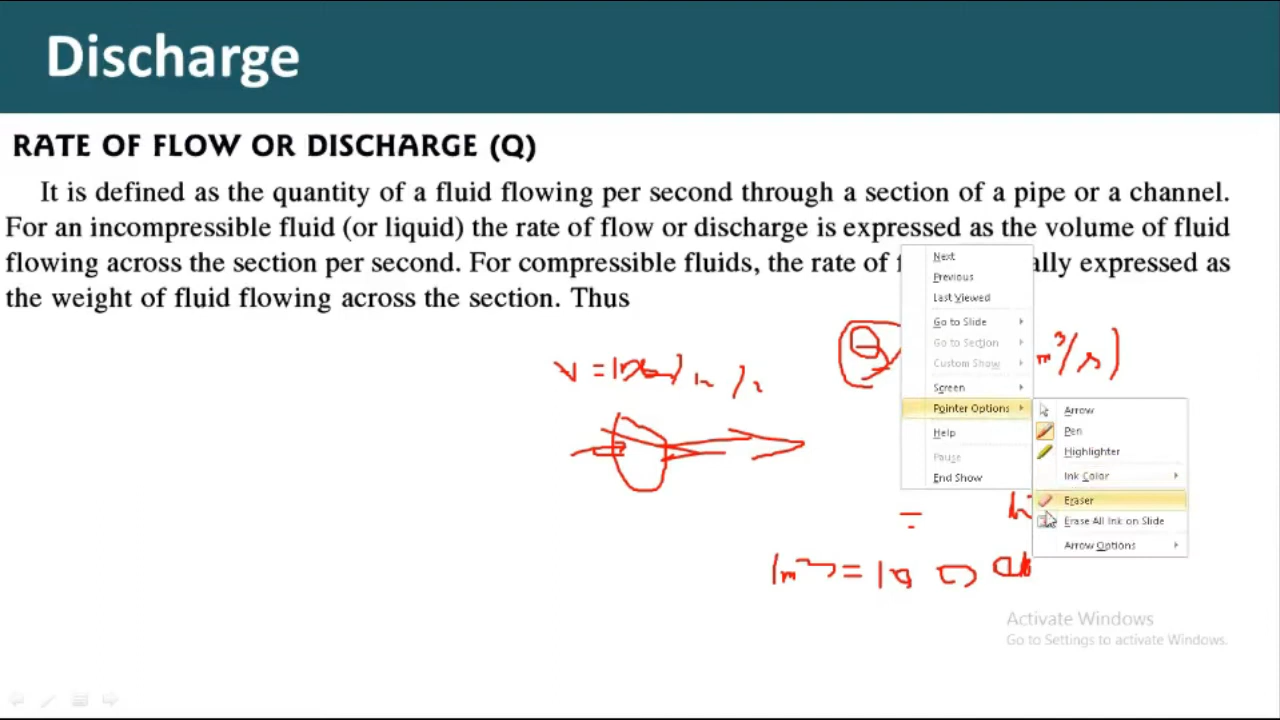 Discharge
RATE OF FLOW OR DISCHARGE (Q)
It is defined as the quantity of a fluid flowing per second through a section of a pipe or a channel.
For an incompressible fluid (or liquid) the rate of flow or discharge is expressed as the volume of fluid
flowing across the section per second. For compressible fluids, the rate of ally expressed as
the weight of fluid flowing across the section. Thus
Next
Previous
Last Viewed
Go to Slide
Go to Section
Custom Show
Screen
Pointer Options
Help
Pause
End Show
Arrow
Pen
Highlighter
Ink Color
Eraser
Erase All Ink on Slide
Arrow Options
Q
m³/s)
=
1m³ =
Activate Windows
Go to Settings to activate Windows.